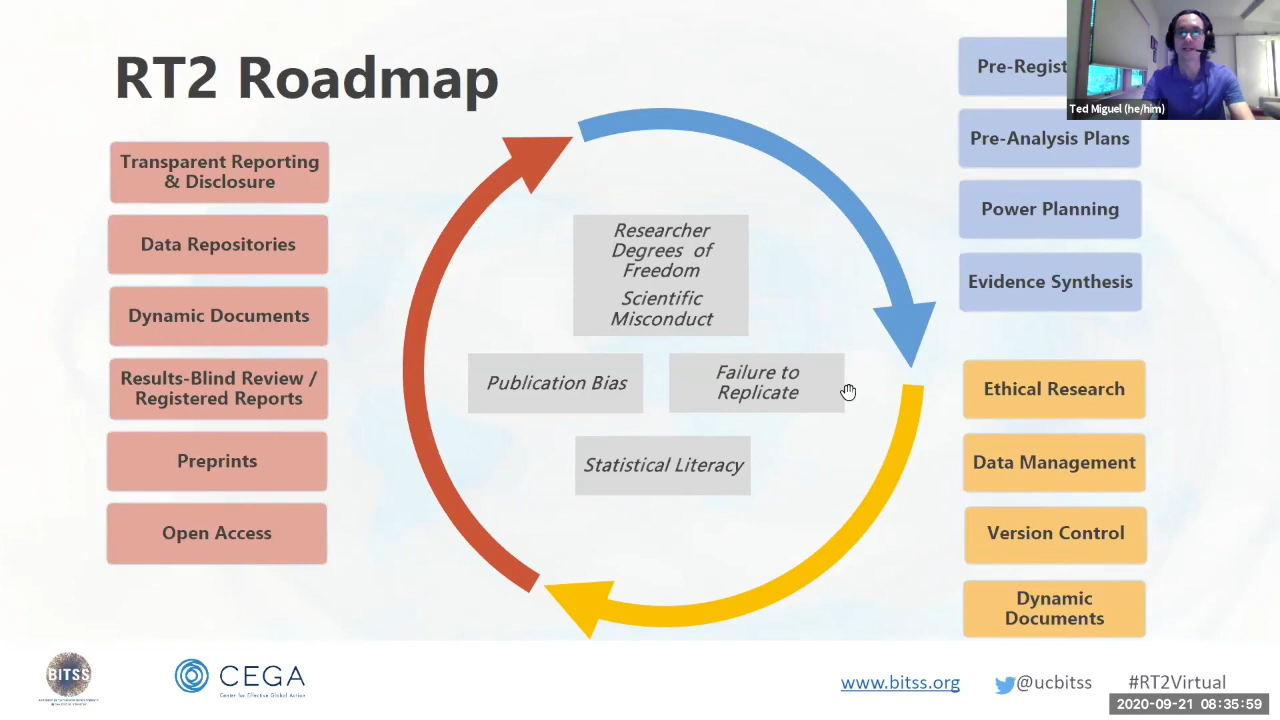 RT2 Roadmap
Transparent Reporting
& Disclosure
Data Repositories
Dynamic Documents
Results-Blind Review /
Registered Reports
Preprints
Open Access
Researcher
Degrees of
Freedom
Scientific
Misconduct
Publication Bias
Failure to
Replicate
Statistical Literacy
Pre-Regist
Ted Miguel (he/him)
Pre-Analysis Plans
Power Planning
Evidence Synthesis
Ethical Research
Data Management
Version Control
Dynamic
Documents
BITSS
CEGA
Center for Effective Global Action
www.bitss.org
@ucbitss
#RT2Virtual
2020-09-21 08:35:59